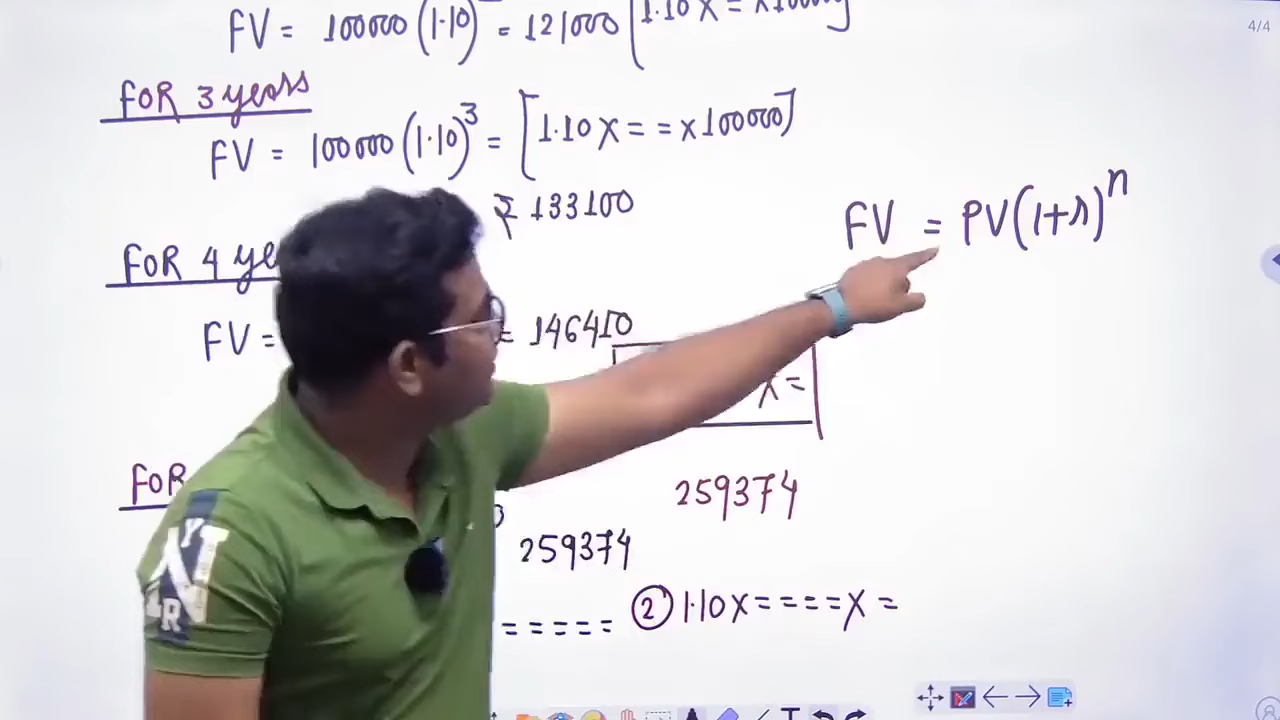 4/4
FV = 100000 (1.10) = 121000 [1.10 X = X 100000]
FOR 3 years
FV = 100000 (1.10)^3 = [1.10 X = = X 100000]
₹ 133100
FV = PV(1+r)^n
FOR 4 ye
FV = = 146410
X =
FOR
259374
259374
= = = = = ② 1.10 X = = = = X =